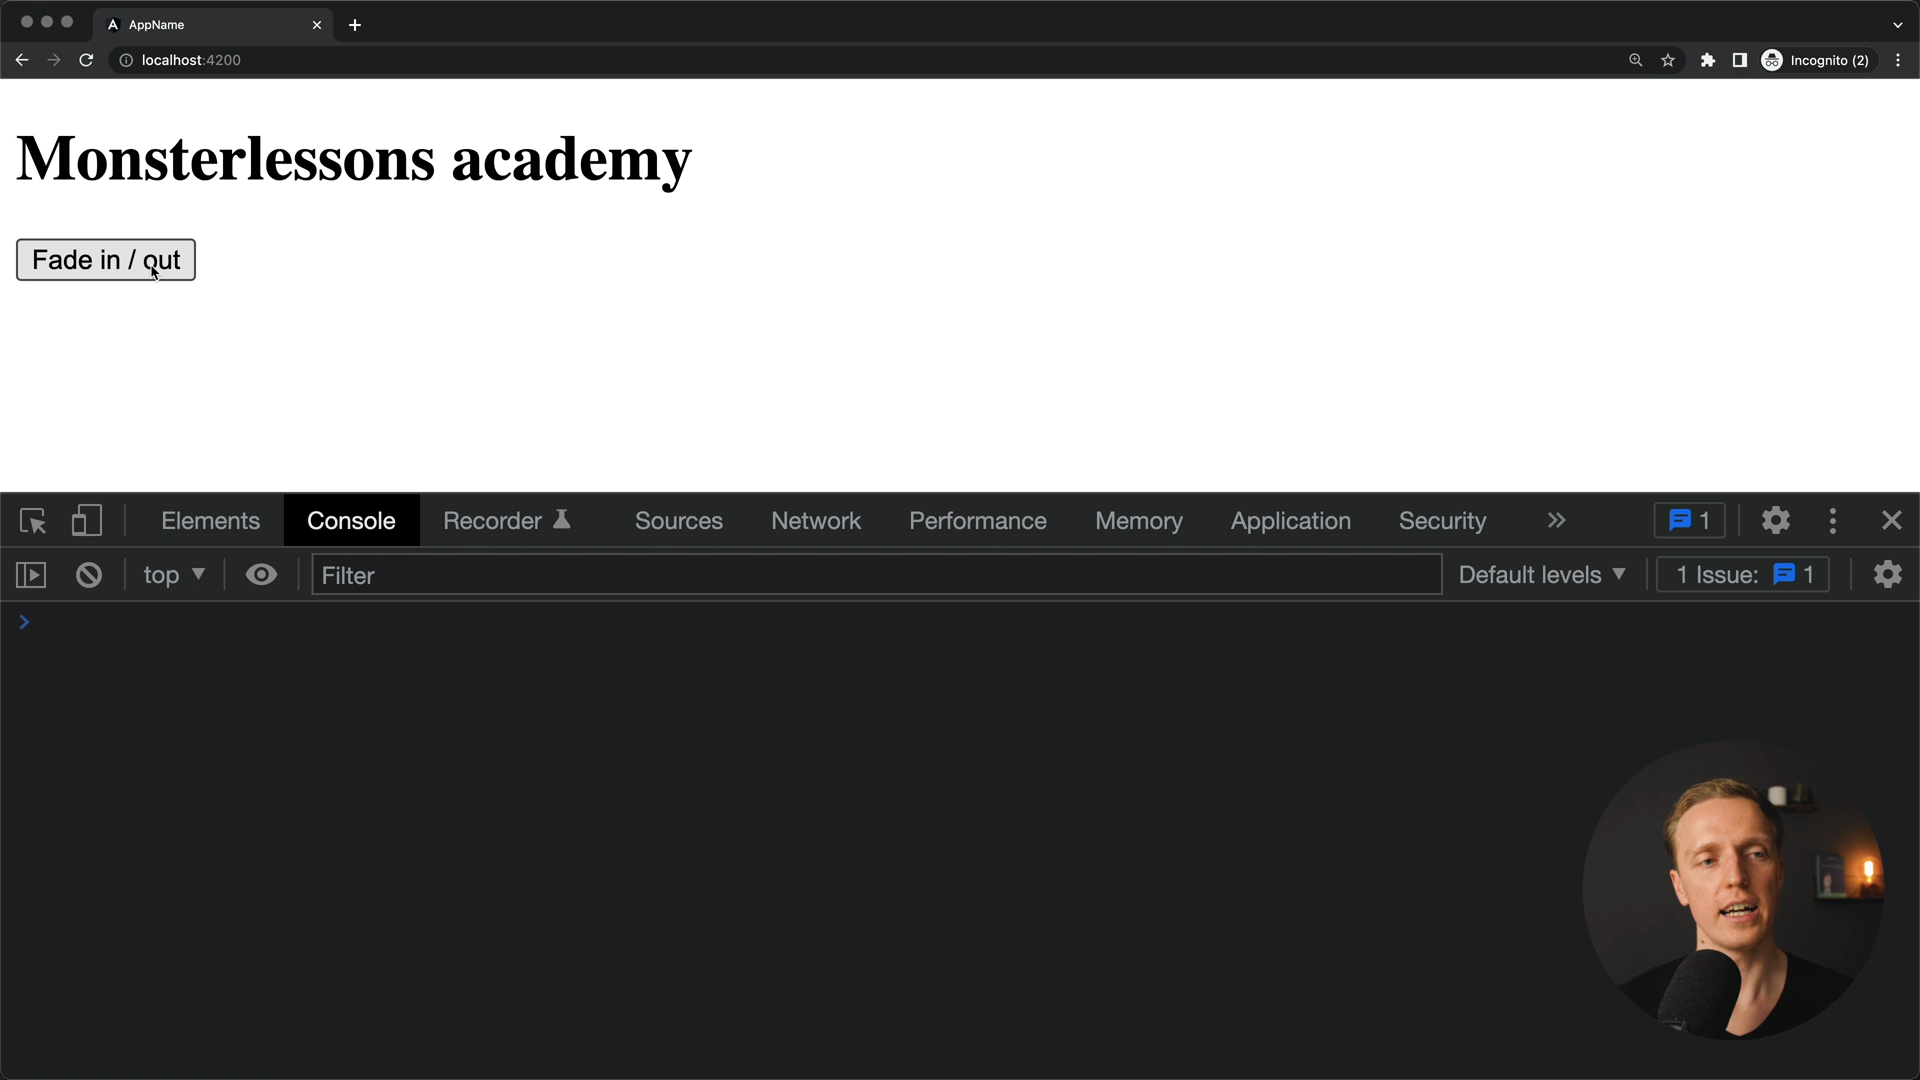 AppName
localhost:4200
Incognito (2)
Monsterlessons academy
Fade in / out
Elements Console Recorder Sources Network Performance Memory Application Security 1
top Filter Default levels 1 Issue: 1